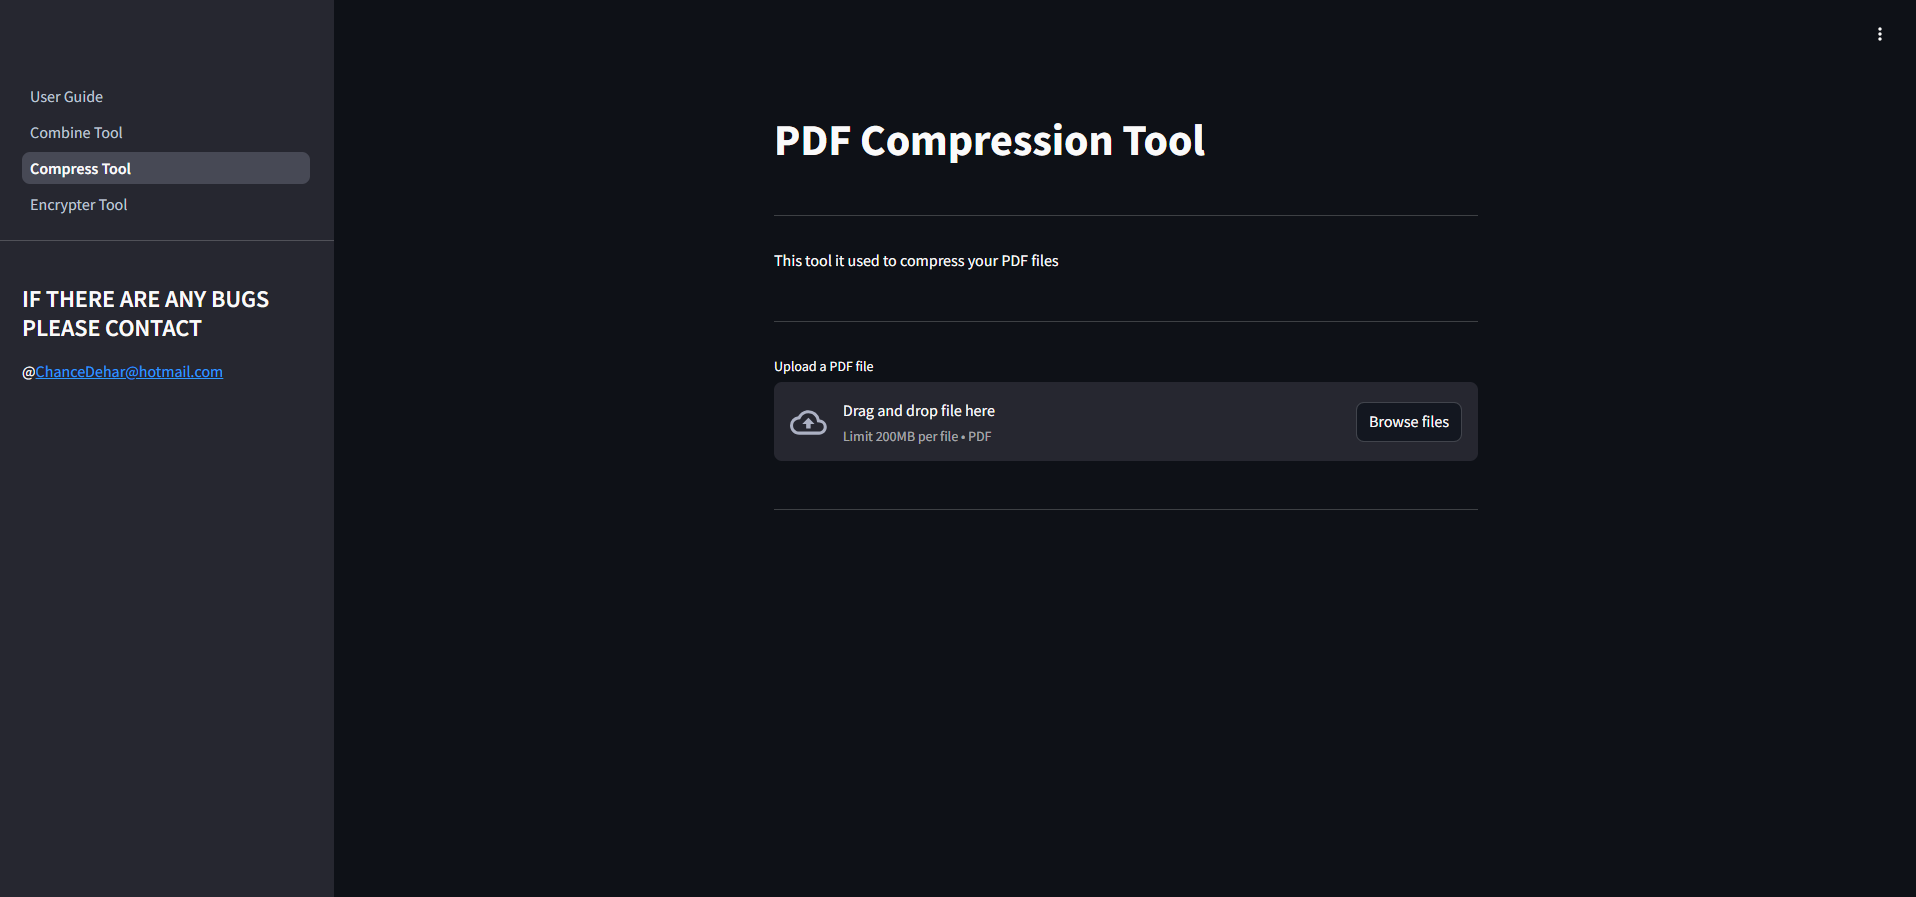 User Guide
Combine Tool
Compress Tool
Encrypter Tool
IF THERE ARE ANY BUGS
PLEASE CONTACT
@ChanceDehar@hotmail.com
PDF Compression Tool
This tool it used to compress your PDF files
Upload a PDF file
Drag and drop file here
Limit 200MB per file • PDF
Browse files